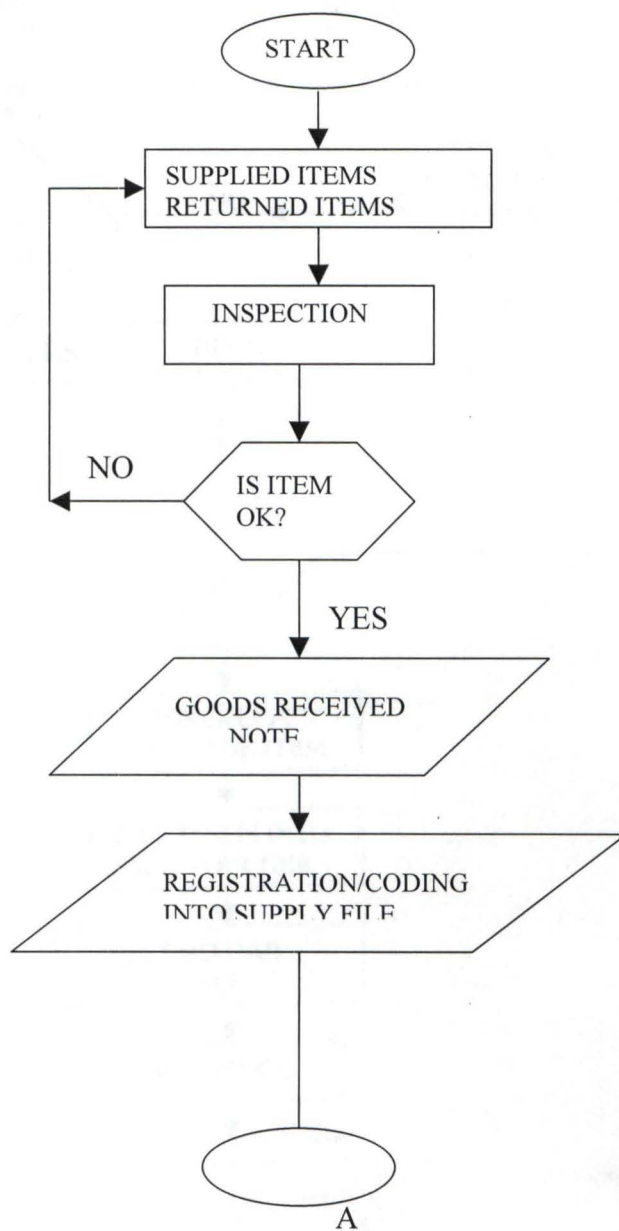 START
SUPPLIED ITEMS
RETURNED ITEMS
INSPECTION
NO
IS ITEM
OK?
YES
GOODS RECEIVED
NOTE
REGISTRATION/CODING
INTO SUPPLY FILE
A